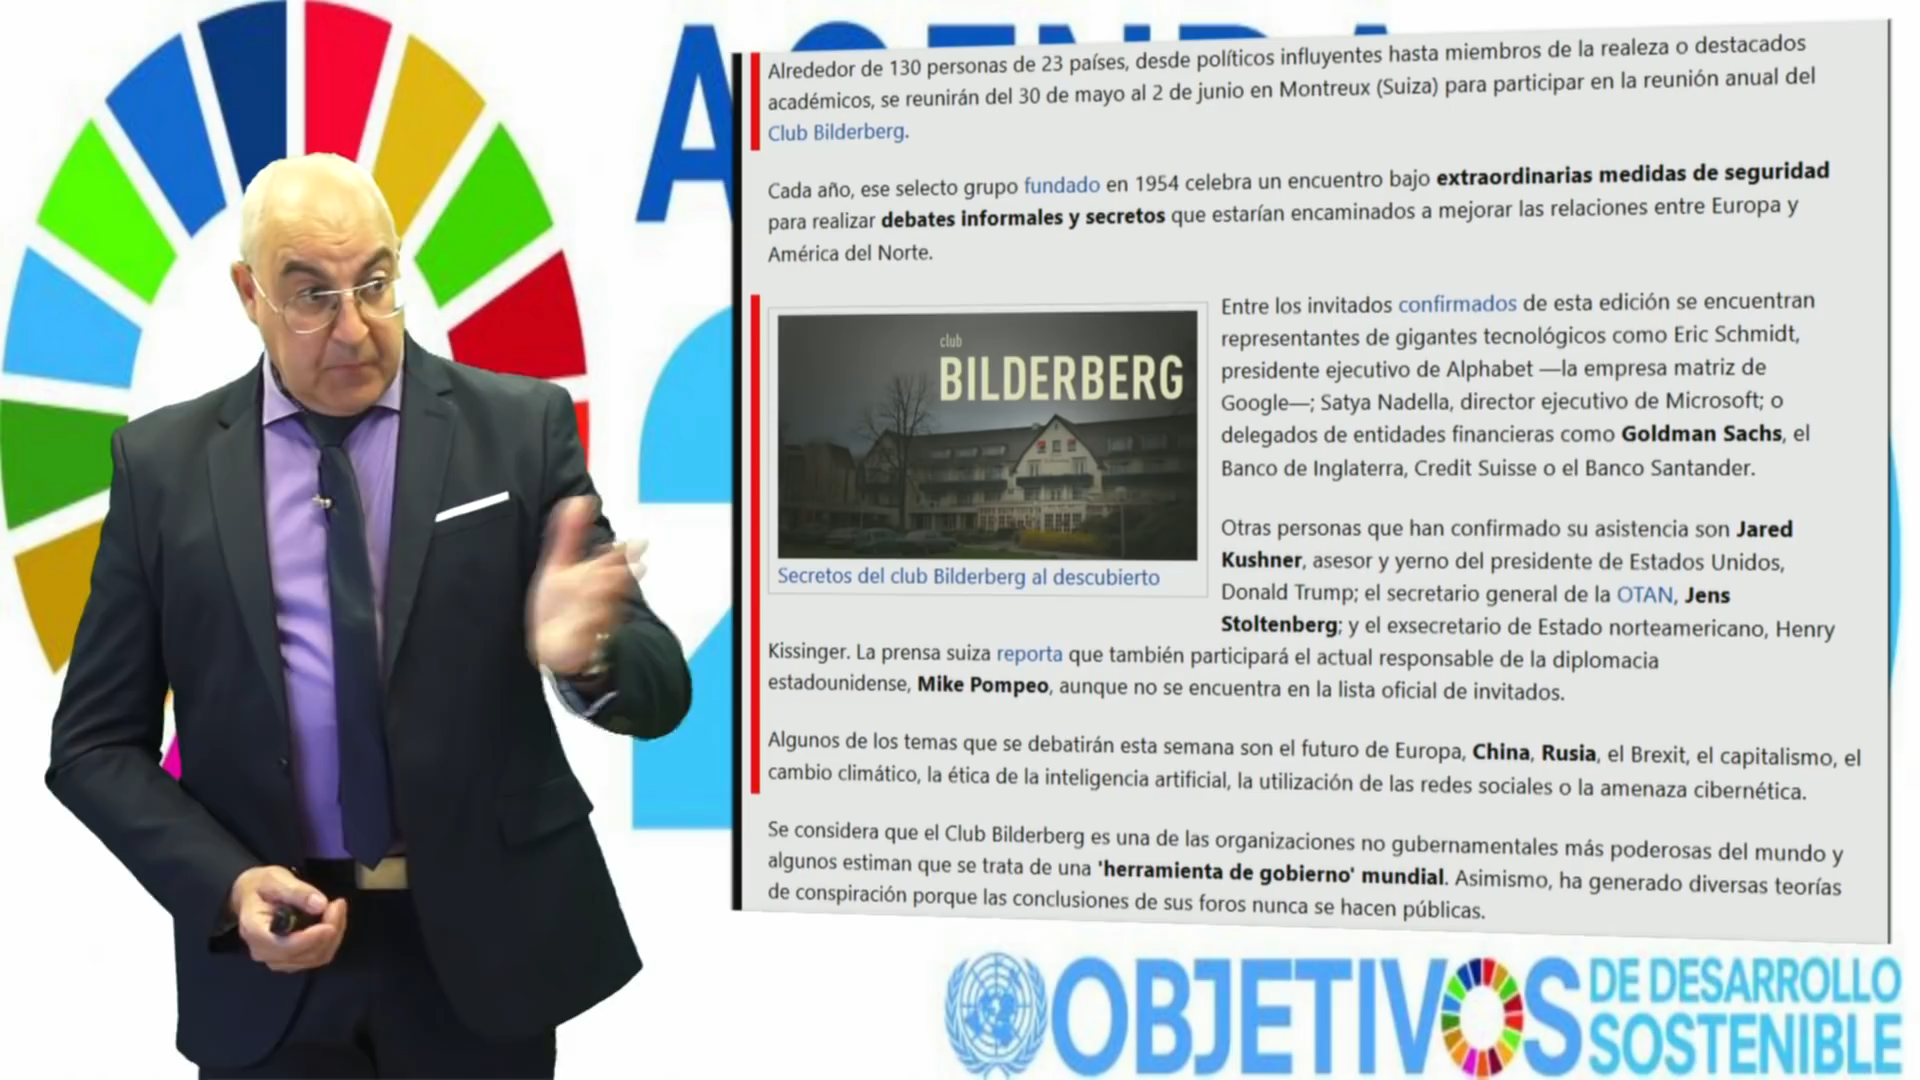 AGENDA
Alrededor de 130 personas de 23 países, desde políticos influyentes hasta miembros de la realeza o destacados
académicos, se reunirán del 30 de mayo al 2 de junio en Montreux (Suiza) para participar en la reunión anual del
Club Bilderberg.
Cada año, ese selecto grupo fundado en 1954 celebra un encuentro bajo extraordinarias medidas de seguridad
para realizar debates informales y secretos que estarían encaminados a mejorar las relaciones entre Europa y
América del Norte.
club
BILDERBERG
Secretos del club Bilderberg al descubierto
Entre los invitados confirmados de esta edición se encuentran
representantes de gigantes tecnológicos como Eric Schmidt,
presidente ejecutivo de Alphabet —la empresa matriz de
Google—; Satya Nadella, director ejecutivo de Microsoft; o
delegados de entidades financieras como Goldman Sachs, el
Banco de Inglaterra, Credit Suisse o el Banco Santander.
Otras personas que han confirmado su asistencia son Jared
Kushner, asesor y yerno del presidente de Estados Unidos,
Donald Trump; el secretario general de la OTAN, Jens
Stoltenberg; y el exsecretario de Estado norteamericano, Henry
Kissinger. La prensa suiza reporta que también participará el actual responsable de la diplomacia
estadounidense, Mike Pompeo, aunque no se encuentra en la lista oficial de invitados.
Algunos de los temas que se debatirán esta semana son el futuro de Europa, China, Rusia, el Brexit, el capitalismo, el
cambio climático, la ética de la inteligencia artificial, la utilización de las redes sociales o la amenaza cibernética.
Se considera que el Club Bilderberg es una de las organizaciones no gubernamentales más poderosas del mundo y
algunos estiman que se trata de una 'herramienta de gobierno' mundial. Asimismo, ha generado diversas teorías
de conspiración porque las conclusiones de sus foros nunca se hacen públicas.
OBJETIVOS DE DESARROLLO
SOSTENIBLE